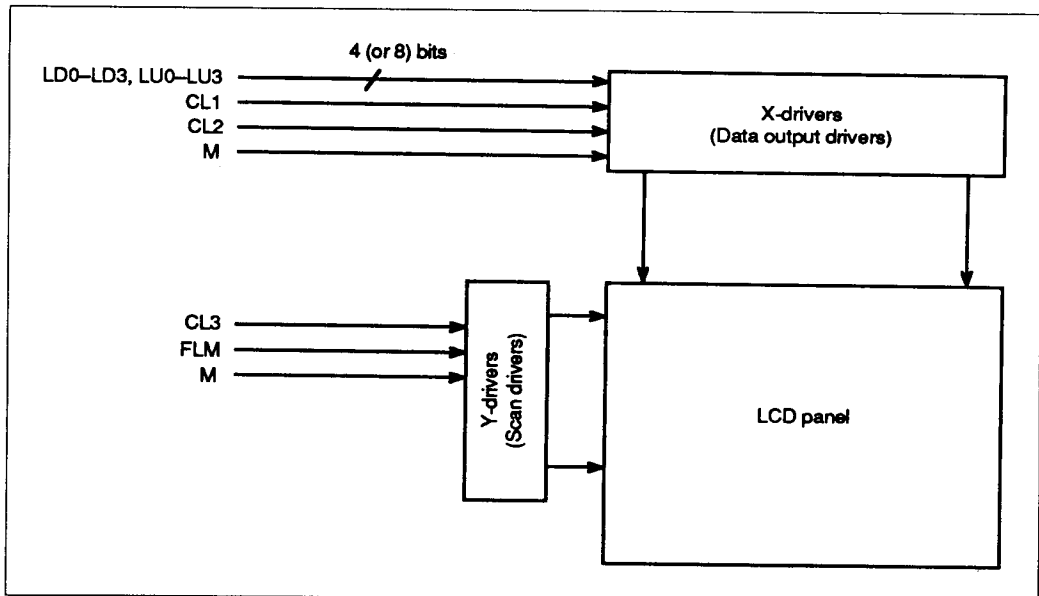 4 (or 8) bits
LD0–LD3, LU0–LU3
CL1
CL2
M
X-drivers
(Data output drivers)
CL3
FLM
M
Y-drivers
(Scan drivers)
LCD panel